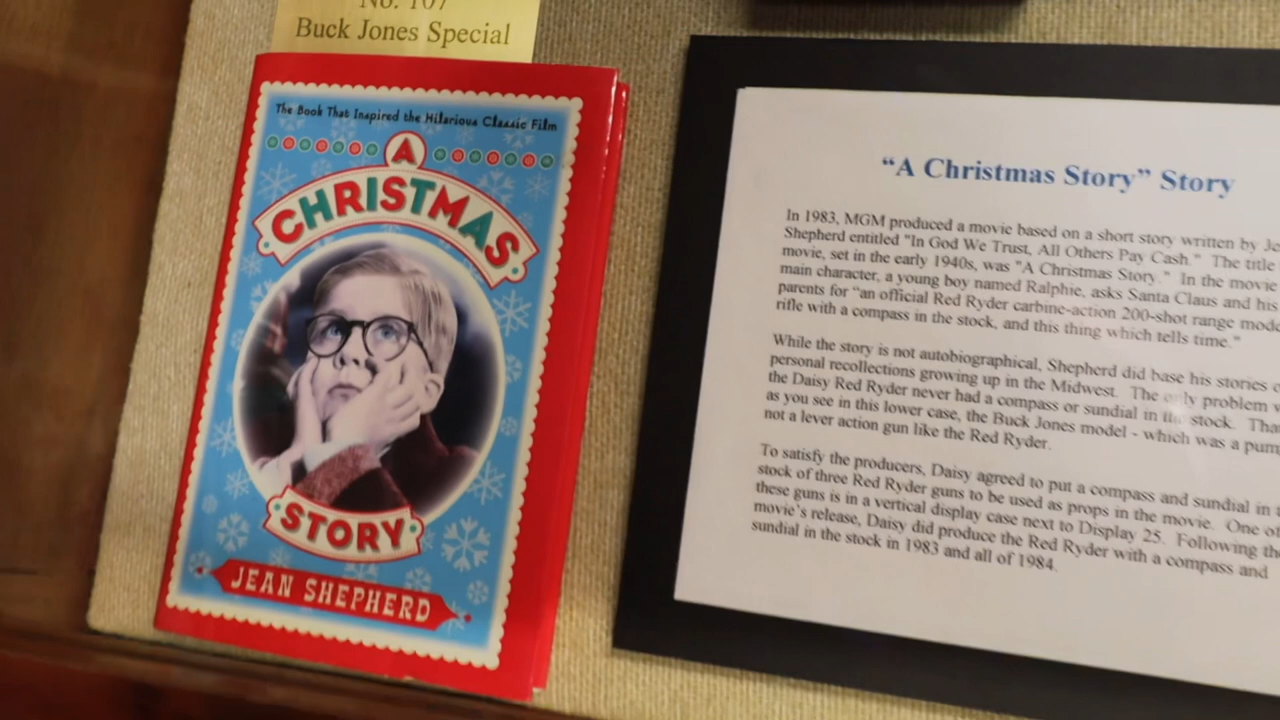 No. 107
Buck Jones Special
The Book That Inspired the Hilarious Classic Film
A
CHRISTMAS
STORY
JEAN SHEPHERD
“A Christmas Story” Story
In 1983, MGM produced a movie based on a short story written by
Shepherd entitled "In God We Trust, All Others Pay Cash." The title
movie, set in the early 1940s, was "A Christmas Story." In the movie
main character, a young boy named Ralphie, asks Santa Claus and his
parents for “an official Red Ryder carbine-action 200-shot range
rifle with a compass in the stock, and this thing which tells time."
While the story is not autobiographical, Shepherd did base his stories
personal recollections growing up in the Midwest. The only problem
the Daisy Red Ryder never had a compass or sundial in its stock.
as you see in this lower case, the Buck Jones model - which was a
not a lever action gun like the Red Ryder.
To satisfy the producers, Daisy agreed to put a compass and sundial in
stock of three Red Ryder guns to be used as props in the movie. One
these guns is in a vertical display case next to Display 25. Following
movie's release, Daisy did produce the Red Ryder with a compass and
sundial in the stock in 1983 and all of 1984.